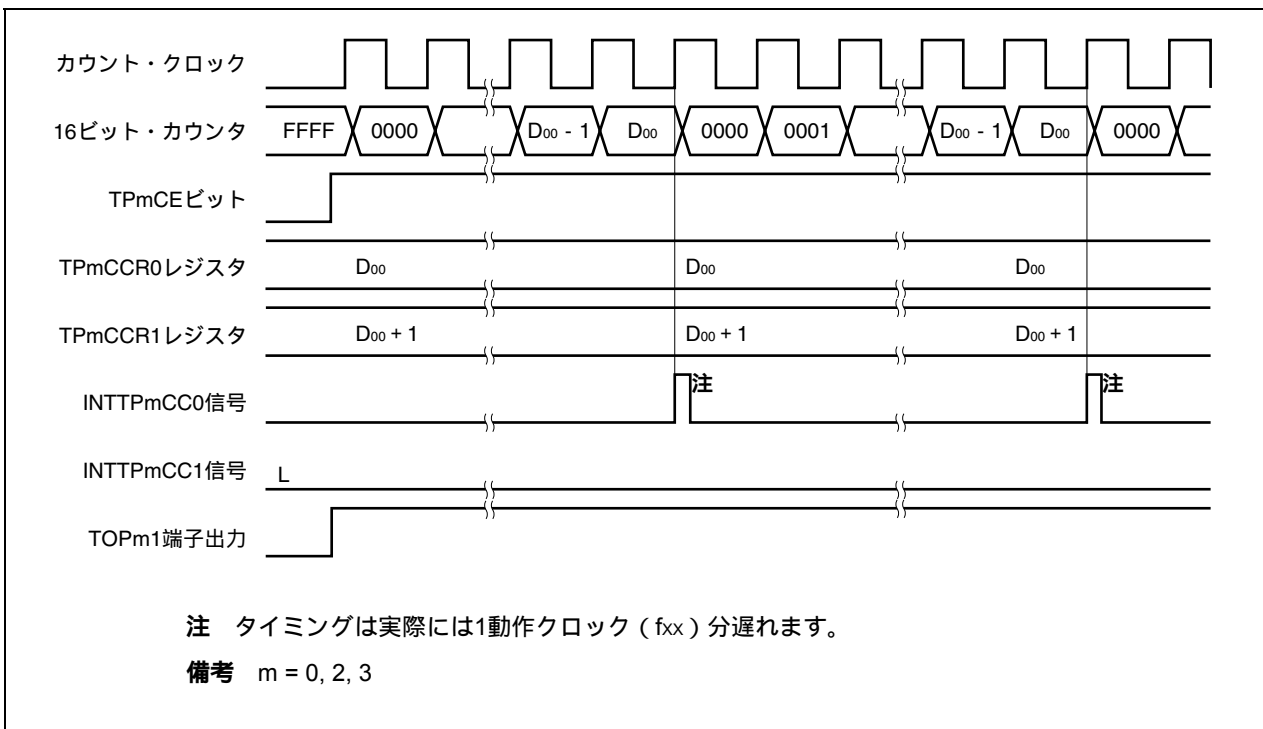 カウント・クロック
16ビット・カウンタ FFFF 0000 D00 - 1 D00 0000 0001 D00 - 1 D00 0000
TPmCEビット
TPmCCR0レジスタ D00 D00 D00
TPmCCR1レジスタ D00 + 1 D00 + 1 D00 + 1
INTTPmCC0信号 注 注
INTTPmCC1信号 L
TOPm1端子出力
注 タイミングは実際には1動作クロック（fxx）分遅れます。
備考 m = 0, 2, 3